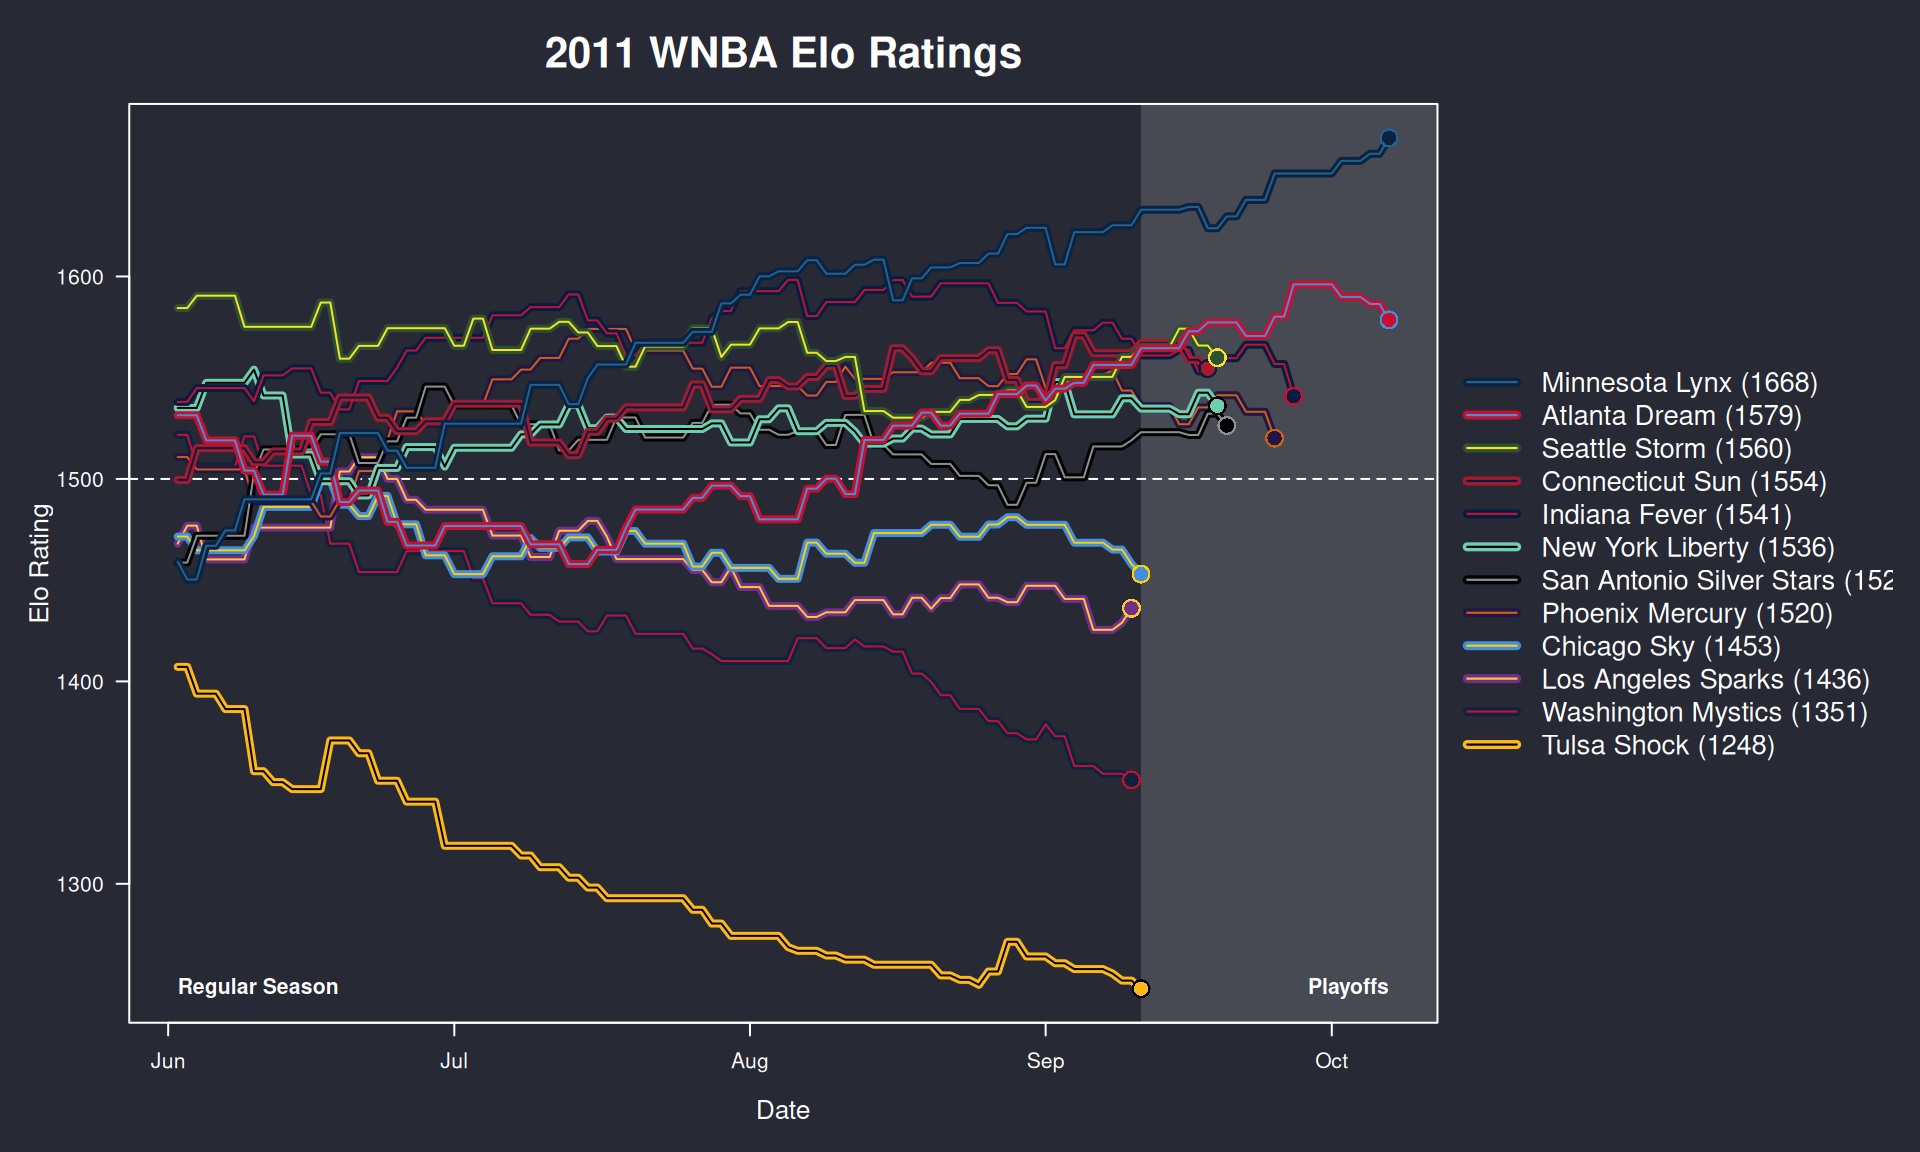 2011 WNBA Elo Ratings
Elo Rating
1600
1500
1400
1300
Regular Season
Playoffs
Jun
Jul
Aug
Sep
Oct
Date
Minnesota Lynx (1668)
Atlanta Dream (1579)
Seattle Storm (1560)
Connecticut Sun (1554)
Indiana Fever (1541)
New York Liberty (1536)
San Antonio Silver Stars (152
Phoenix Mercury (1520)
Chicago Sky (1453)
Los Angeles Sparks (1436)
Washington Mystics (1351)
Tulsa Shock (1248)